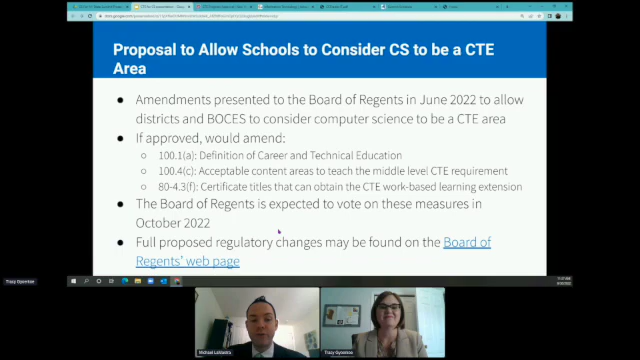 Proposal to Allow Schools to Consider CS to be a CTE
Area
● Amendments presented to the Board of Regents in June 2022 to allow
districts and BOCES to consider computer science to be a CTE area
● If approved, would amend:
○ 100.1(a): Definition of Career and Technical Education
○ 100.4(c): Acceptable content areas to teach the middle level CTE requirement
○ 80-4.3(f): Certificate titles that can obtain the CTE work-based learning extension
● The Board of Regents is expected to vote on these measures in
October 2022
● Full proposed regulatory changes may be found on the Board of
Regents' web page